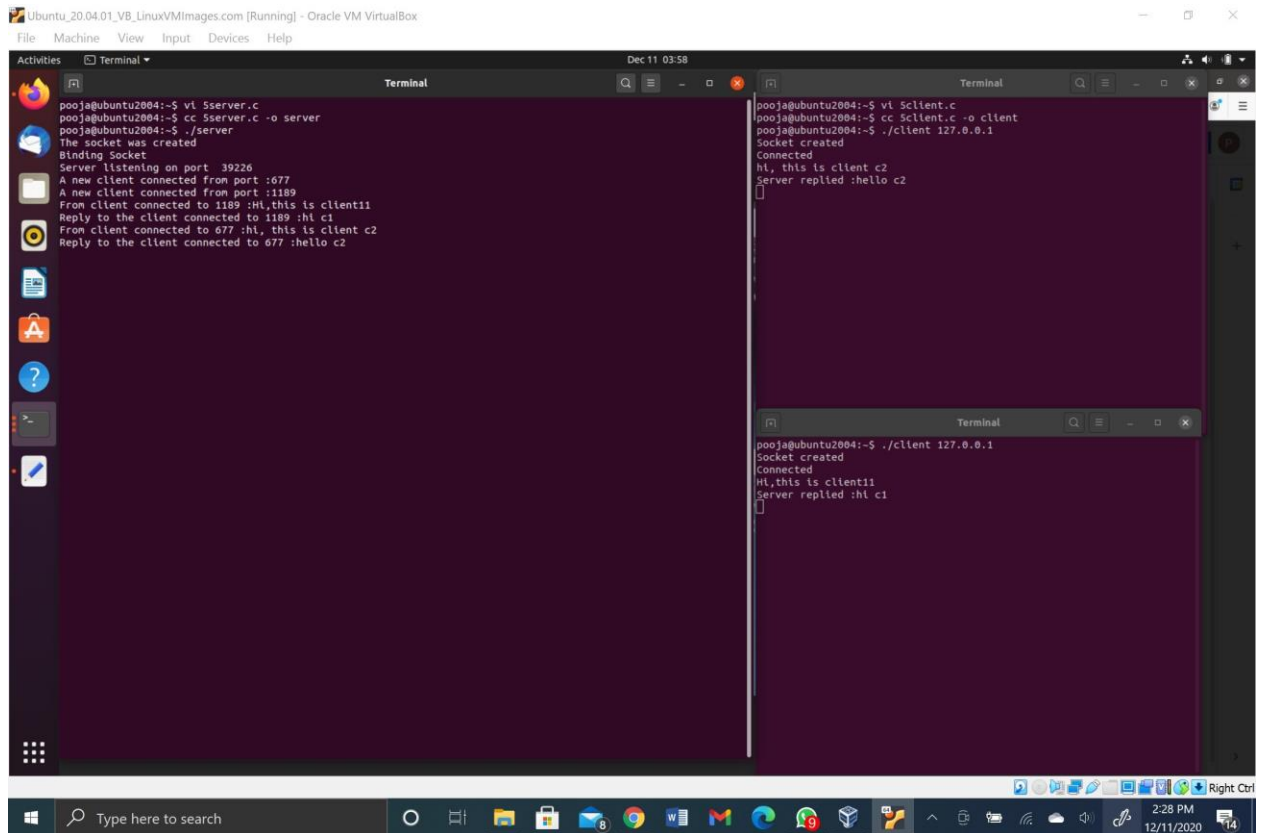 Ubuntu_20.04.01_VB_LinuxVMImages.com [Running] - Oracle VM VirtualBox
File Machine View Input Devices Help
Activities Terminal Dec 11 03:58
Terminal
pooja@ubuntu2004:~$ vi 5server.c
pooja@ubuntu2004:~$ cc 5server.c -o server
pooja@ubuntu2004:~$ ./server
The socket was created
Binding Socket
Server listening on port 39226
A new client connected from port :677
A new client connected from port :1189
From client connected to 1189 :Hi,this is client11
Reply to the client connected to 1189 :hi c1
From client connected to 677 :hi, this is client c2
Reply to the client connected to 677 :hello c2
Terminal
pooja@ubuntu2004:~$ vi 5client.c
pooja@ubuntu2004:~$ cc 5client.c -o client
pooja@ubuntu2004:~$ ./client 127.0.0.1
Socket created
Connected
hi, this is client c2
Server replied :hello c2
Terminal
pooja@ubuntu2004:~$ ./client 127.0.0.1
Socket created
Connected
Hi,this is client11
Server replied :hi c1
Right Ctrl
Type here to search
8
9
2:28 PM
12/11/2020
14